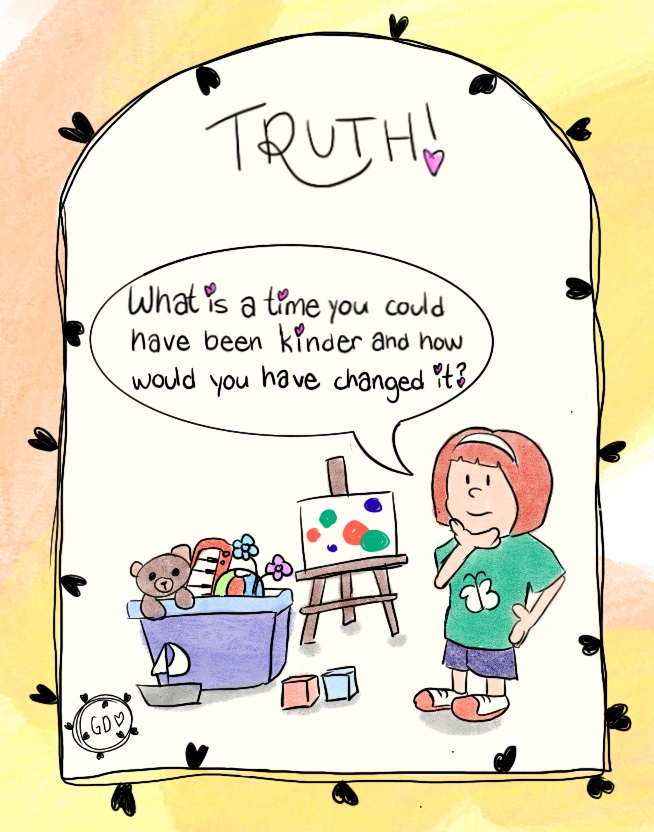 TRUTH!
What is a time you could
have been kinder and how
would you have changed it?
GD♡